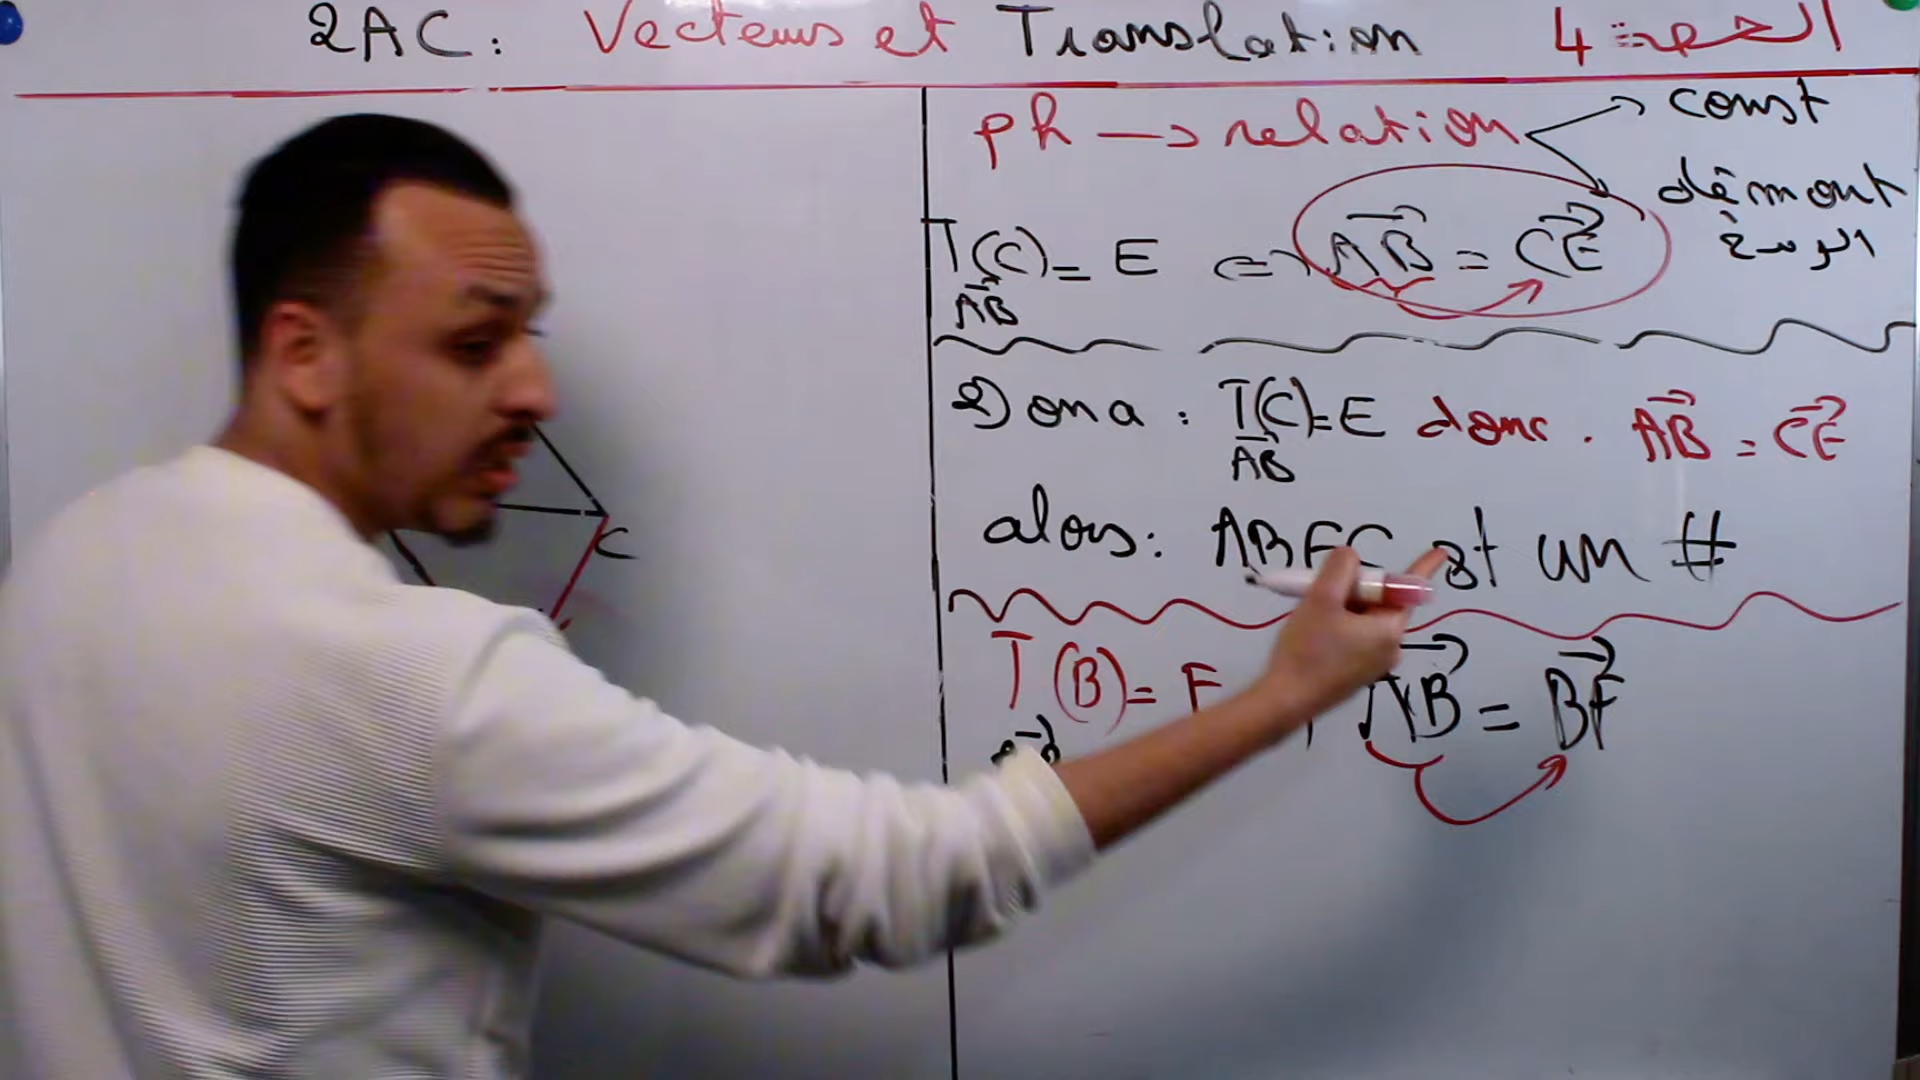 2AC: Vecteurs et Translation الحصة 4
C
ph → relation
const
démont
الرسم
T(C) = E ⇔ AB = CE
AB
2) On a : T(C) = E donc . AB = CE
AB
alors: ABEC est un #
T(B) = F AB = BF